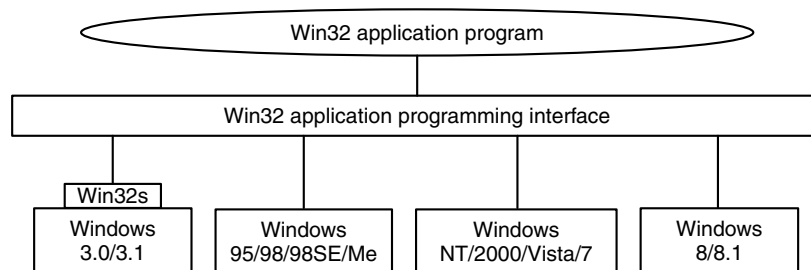 Win32 application program
Win32 application programming interface
Win32s
Windows
3.0/3.1
Windows
95/98/98SE/Me
Windows
NT/2000/Vista/7
Windows
8/8.1